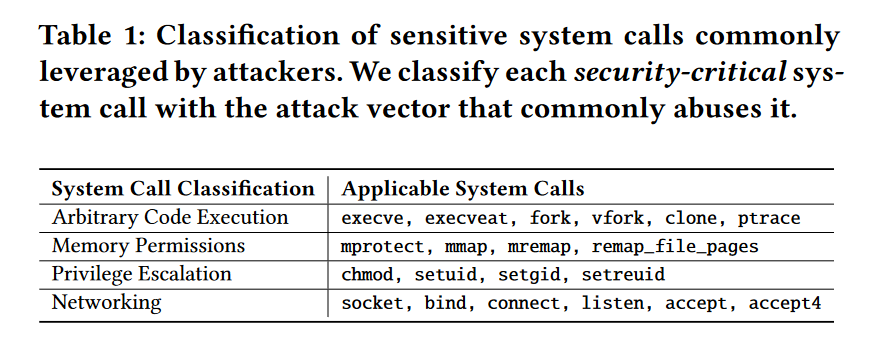 Table 1: Classification of sensitive system calls commonly
leveraged by attackers. We classify each security-critical sys-
tem call with the attack vector that commonly abuses it.
System Call Classification Applicable System Calls
Arbitrary Code Execution execve, execveat, fork, vfork, clone, ptrace
Memory Permissions mprotect, mmap, mremap, remap_file_pages
Privilege Escalation chmod, setuid, setgid, setreuid
Networking socket, bind, connect, listen, accept, accept4